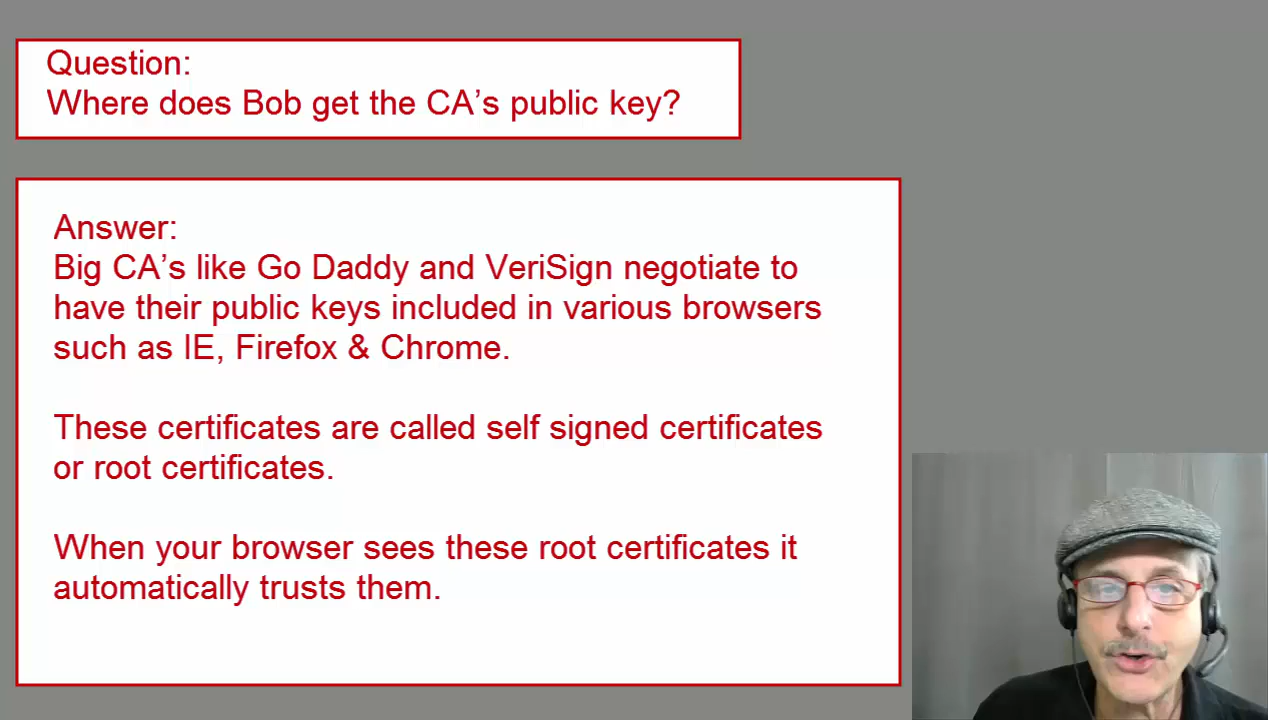 Question:
Where does Bob get the CA's public key?
Answer:
Big CA's like Go Daddy and VeriSign negotiate to
have their public keys included in various browsers
such as IE, Firefox & Chrome.
These certificates are called self signed certificates
or root certificates.
When your browser sees these root certificates it
automatically trusts them.